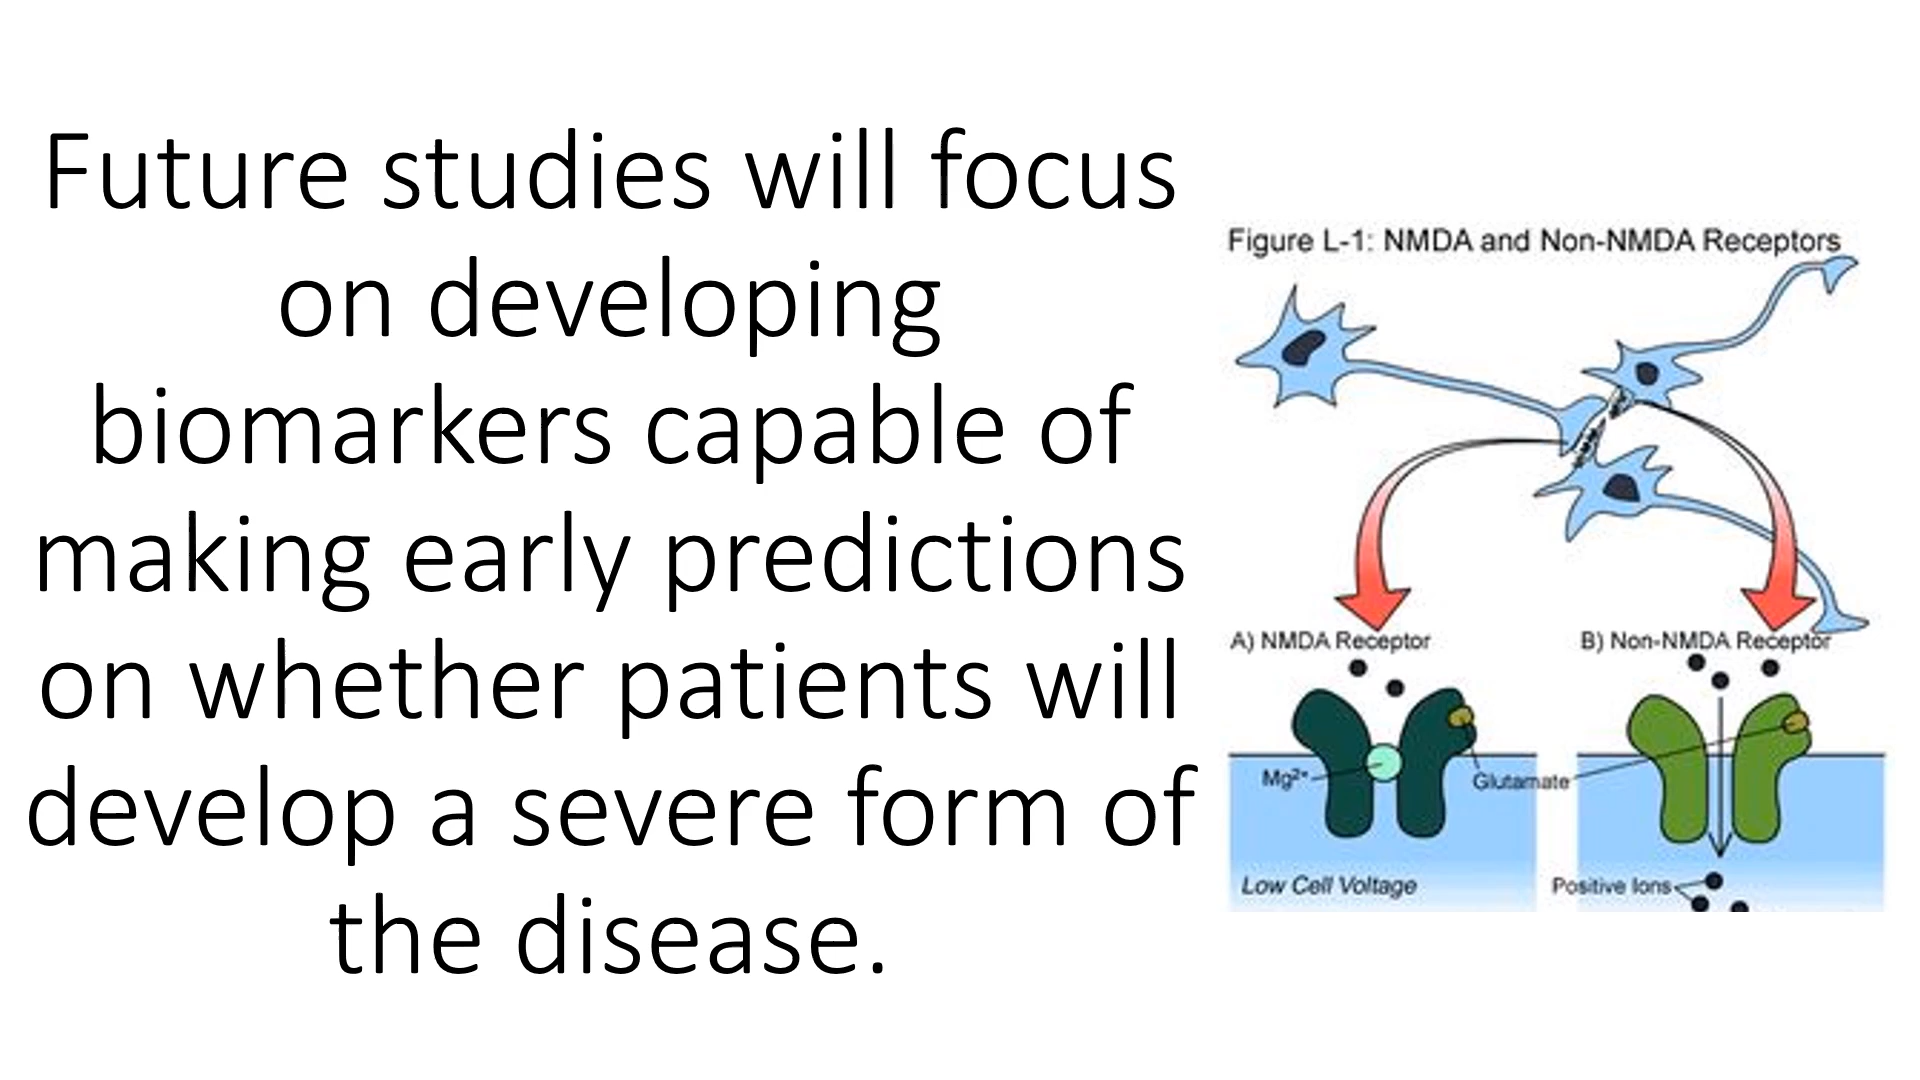 Future studies will focus
on developing
biomarkers capable of
making early predictions
on whether patients will
develop a severe form of
the disease.
Figure L-1: NMDA and Non-NMDA Receptors
A) NMDA Receptor
B) Non-NMDA Receptor
Mg²⁺
Glutamate
Low Cell Voltage
Positive Ions